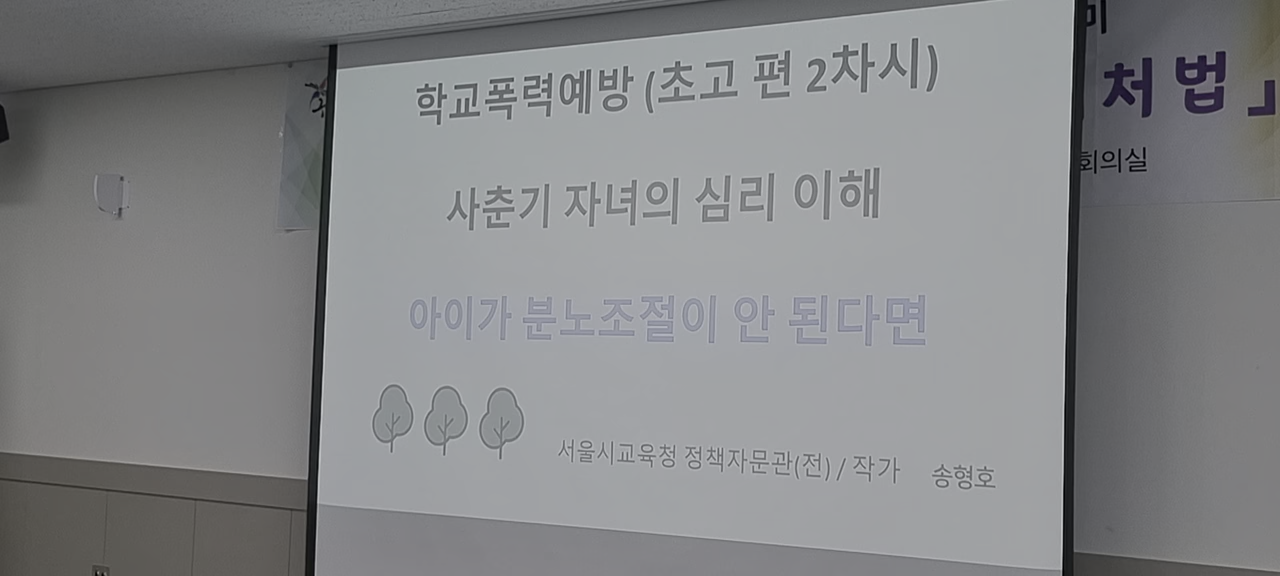 학교폭력예방 (초고 편 2차시)
사춘기 자녀의 심리 이해
아이가 분노조절이 안 된다면
서울시교육청 정책자문관(전) / 작가 송형호
처법」
회의실